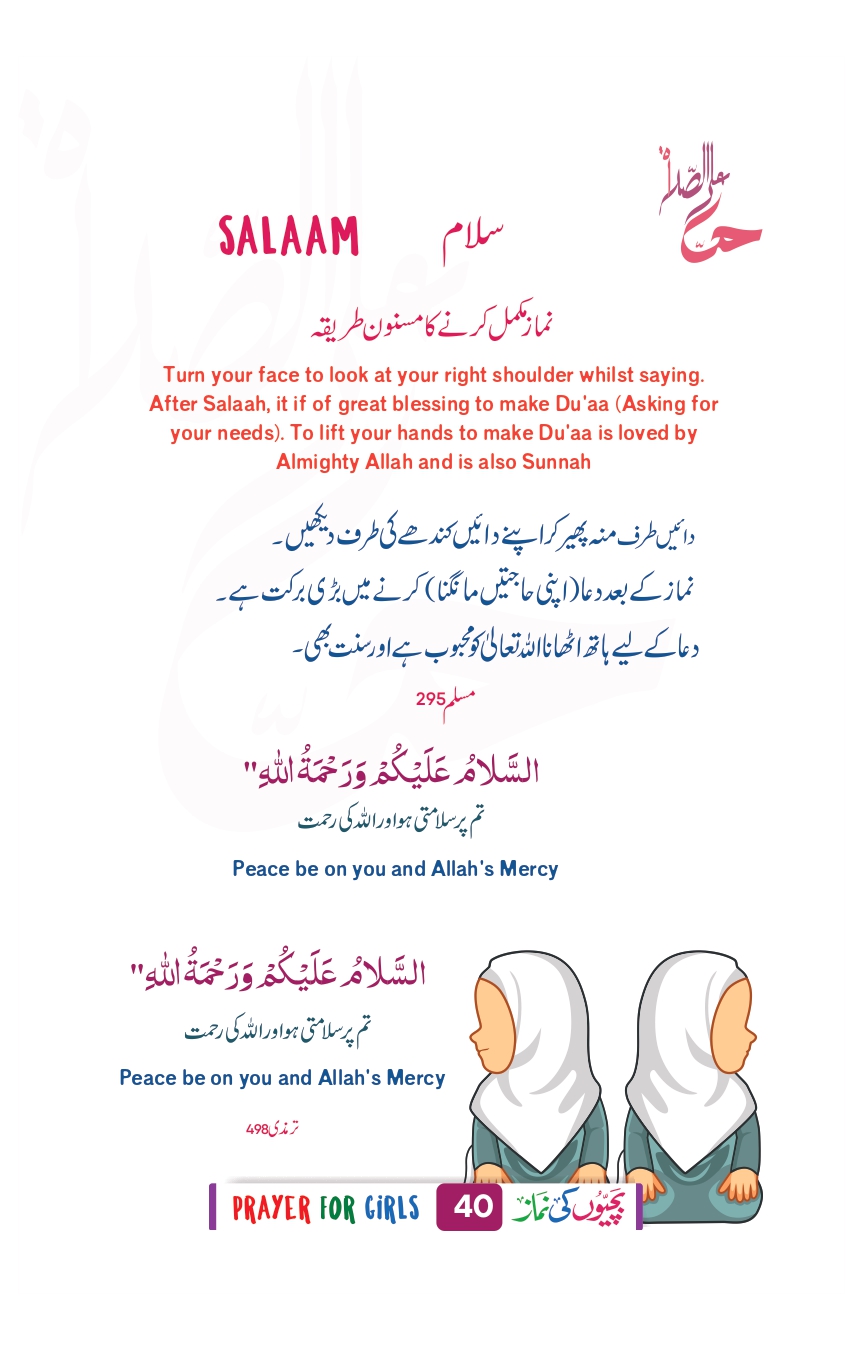 حی علی الصلاۃ
SALAAM سلام
نماز مکمل کرنے کا مسنون طریقہ
Turn your face to look at your right shoulder whilst saying.
After Salaah, it if of great blessing to make Du'aa (Asking for
your needs). To lift your hands to make Du'aa is loved by
Almighty Allah and is also Sunnah
دائیں طرف منہ پھیر کر اپنے دائیں کندھے کی طرف دیکھیں۔
نماز کے بعد دعا (اپنی حاجتیں مانگنا) کرنے میں بڑی برکت ہے۔
دعا کے لیے ہاتھ اٹھانا اللہ تعالیٰ کو محبوب ہے اور سنت بھی۔
مسلم 295
السَّلَامُ عَلَيْكُمْ وَرَحْمَةُ اللهِ"
تم پر سلامتی ہو اور اللہ کی رحمت
Peace be on you and Allah's Mercy
السَّلَامُ عَلَيْكُمْ وَرَحْمَةُ اللهِ"
تم پر سلامتی ہو اور اللہ کی رحمت
Peace be on you and Allah's Mercy
ترمذی 498
PRAYER FOR GiRLS 40 بچیّوں کی نماز